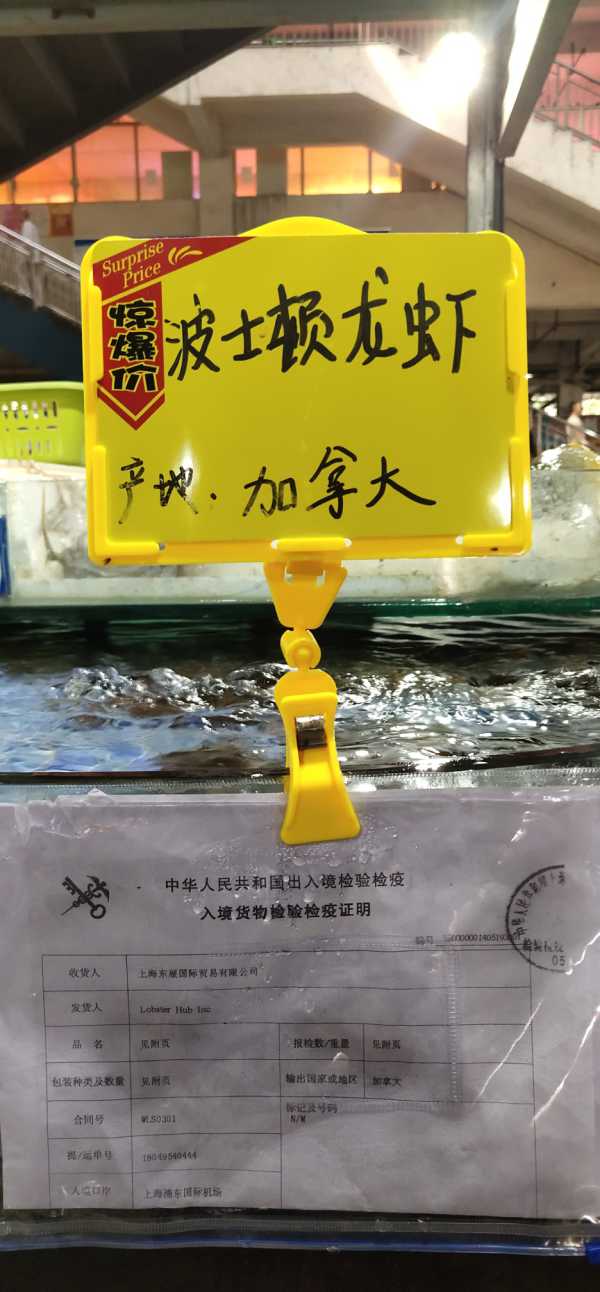 Surprise
Price
惊爆价
波士顿龙虾
产地.加拿大
中华人民共和国出入境检验检疫
入境货物检验检疫证明
编号
收货人 上海东展国际贸易有限公司
发货人 Lobster Hub Inc
品名 见附页 报检数/重量 见附页
包装种类及数量 见附页 输出国家或地区 加拿大
合同号 WLS0301 标记及号码
N/M
提/运单号 18049540444
入境口岸 上海浦东国际机场